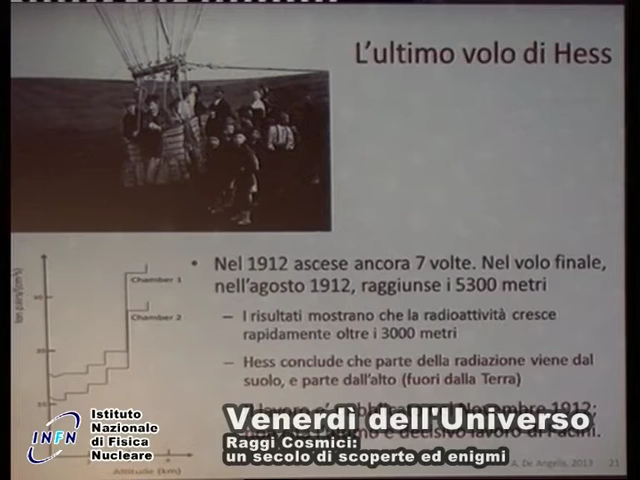 L'ultimo volo di Hess
• Nel 1912 ascese ancora 7 volte. Nel volo finale,
nell'agosto 1912, raggiunse i 5300 metri
– I risultati mostrano che la radioattività cresce
rapidamente oltre i 3000 metri
– Hess conclude che parte della radiazione viene dal
suolo, e parte dall'alto (fuori dalla Terra)
Chamber 1
Chamber 2
Altitude (km)
INFN
Istituto
Nazionale
di Fisica
Nucleare
Venerdì dell'Universo
Raggi Cosmici:
un secolo di scoperte ed enigmi
A. De Angelis, 2013 21